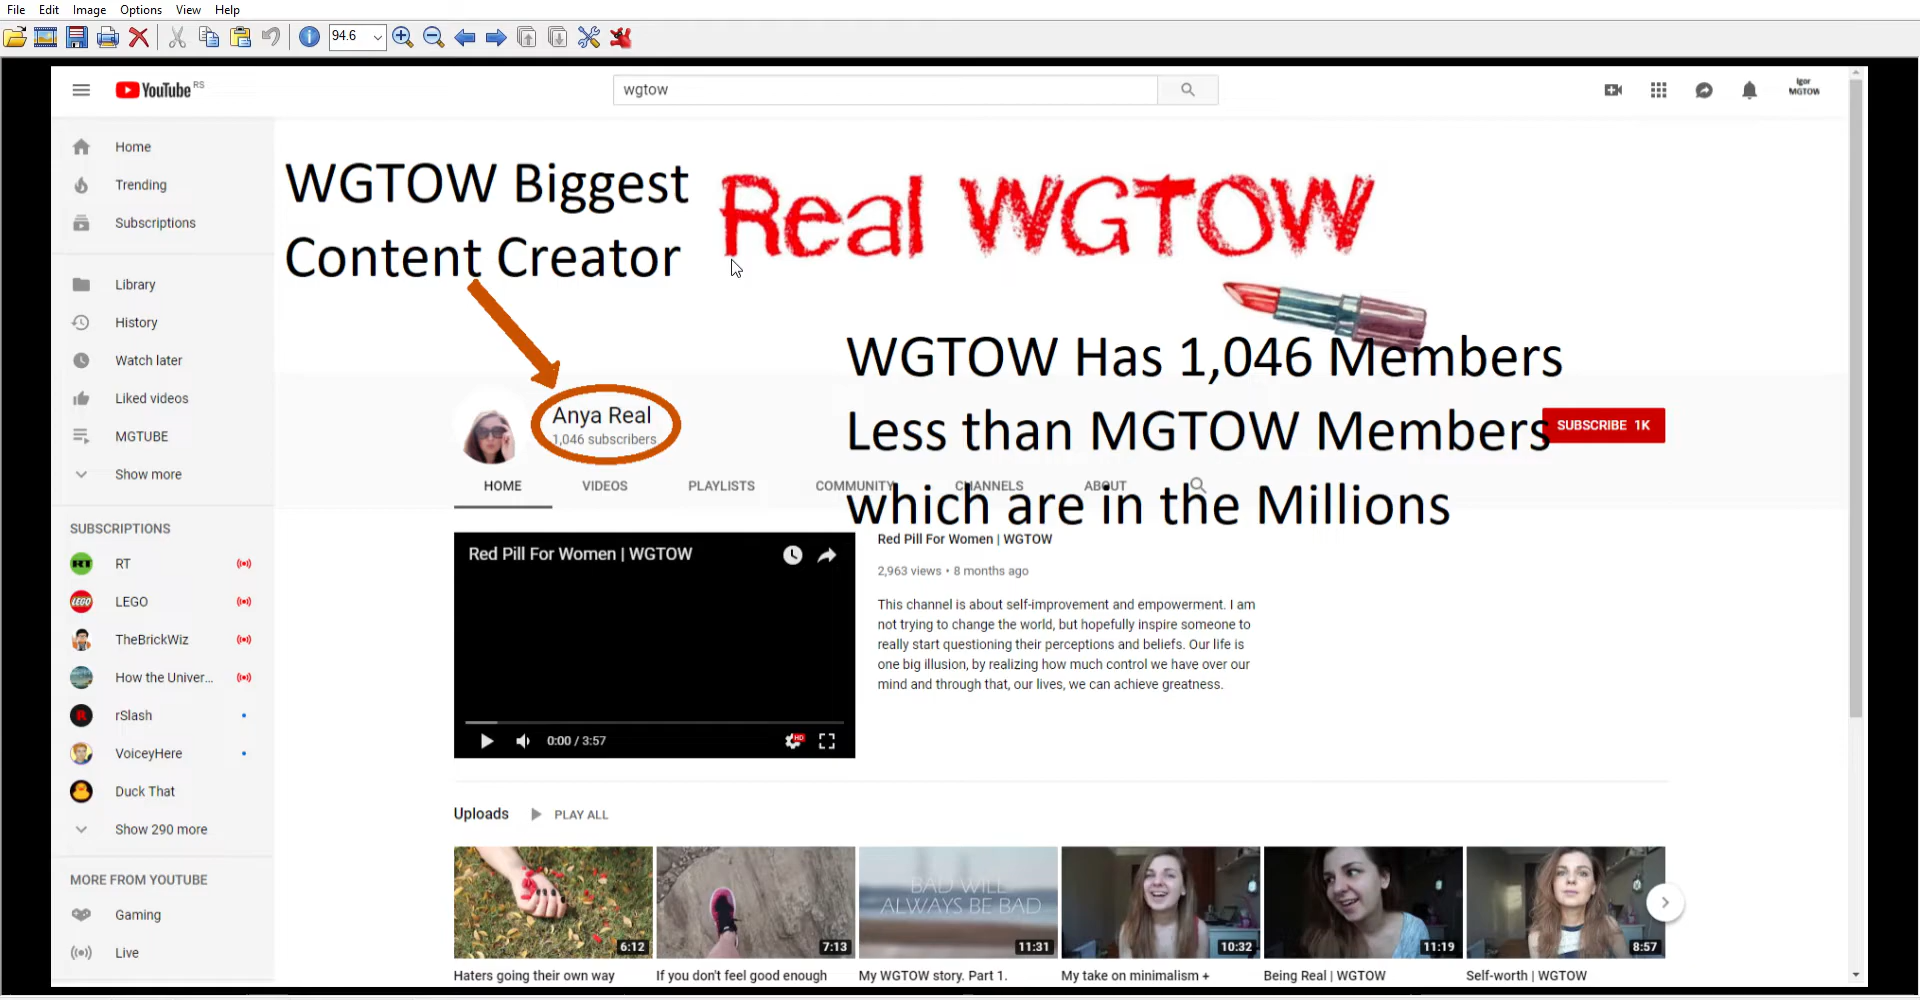 File Edit Image Options View Help
94.6
YouTube RS
wgtow
Igor
MGTOW
Home
Trending
Subscriptions
Library
History
Watch later
Liked videos
MGTUBE
Show more
SUBSCRIPTIONS
RT
LEGO
TheBrickWiz
How the Univer...
rSlash
VoiceyHere
Duck That
Show 290 more
MORE FROM YOUTUBE
Gaming
Live
WGTOW Biggest
Content Creator
Real WGTOW
WGTOW Has 1,046 Members
Less than MGTOW Members
which are in the Millions
Anya Real
1,046 subscribers
SUBSCRIBE 1K
HOME VIDEOS PLAYLISTS COMMUNITY CHANNELS ABOUT
Red Pill For Women | WGTOW
0:00 / 3:57
HD
Red Pill For Women | WGTOW
2,963 views • 8 months ago
This channel is about self-improvement and empowerment. I am
not trying to change the world, but hopefully inspire someone to
really start questioning their perceptions and beliefs. Our life is
one big illusion, by realizing how much control we have over our
mind and through that, our lives, we can achieve greatness.
Uploads PLAY ALL
BAD WILL
ALWAYS BE BAD
6:12 7:13 11:31 10:32 11:19 8:57
Haters going their own way If you don't feel good enough My WGTOW story. Part 1. My take on minimalism + Being Real | WGTOW Self-worth | WGTOW